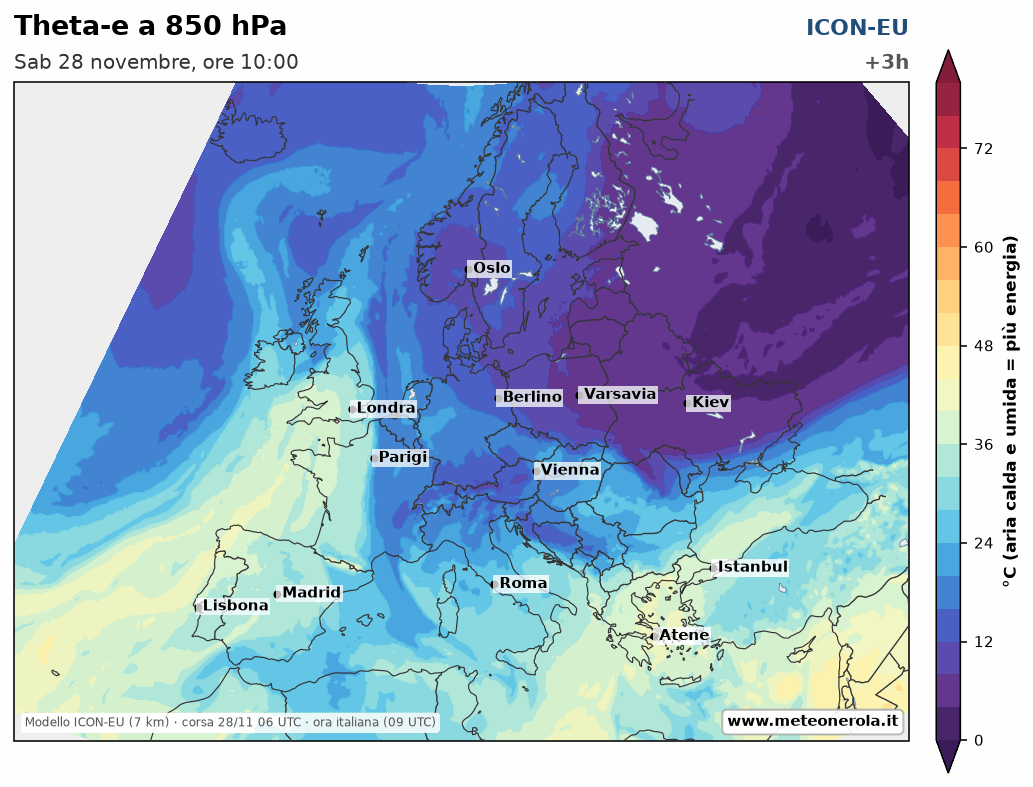 Theta-e a 850 hPa
ICON-EU
Sab 28 novembre, ore 10:00
+3h
72
60
48
36
24
12
0
°C (aria calda e umida = più energia)
Oslo
Berlino
Varsavia
Kiev
Londra
Parigi
Vienna
Istanbul
Roma
Madrid
Lisbona
Atene
Modello ICON-EU (7 km) · corsa 28/11 06 UTC · ora italiana (09 UTC)
www.meteonerola.it